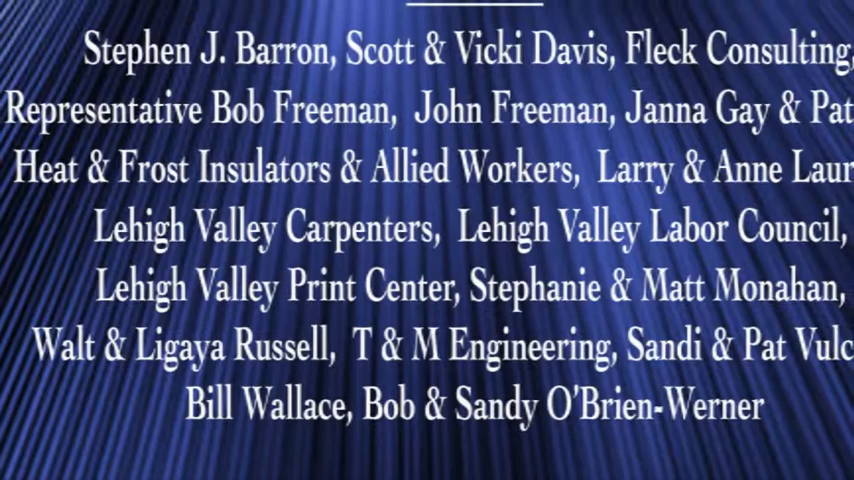 Stephen J. Barron, Scott & Vicki Davis, Fleck Consulting,
Representative Bob Freeman, John Freeman, Janna Gay & Pat
Heat & Frost Insulators & Allied Workers, Larry & Anne
Lehigh Valley Carpenters, Lehigh Valley Labor Council,
Lehigh Valley Print Center, Stephanie & Matt Monahan,
Walt & Ligaya Russell, T & M Engineering, Sandi & Pat
Bill Wallace, Bob & Sandy O'Brien-Werner